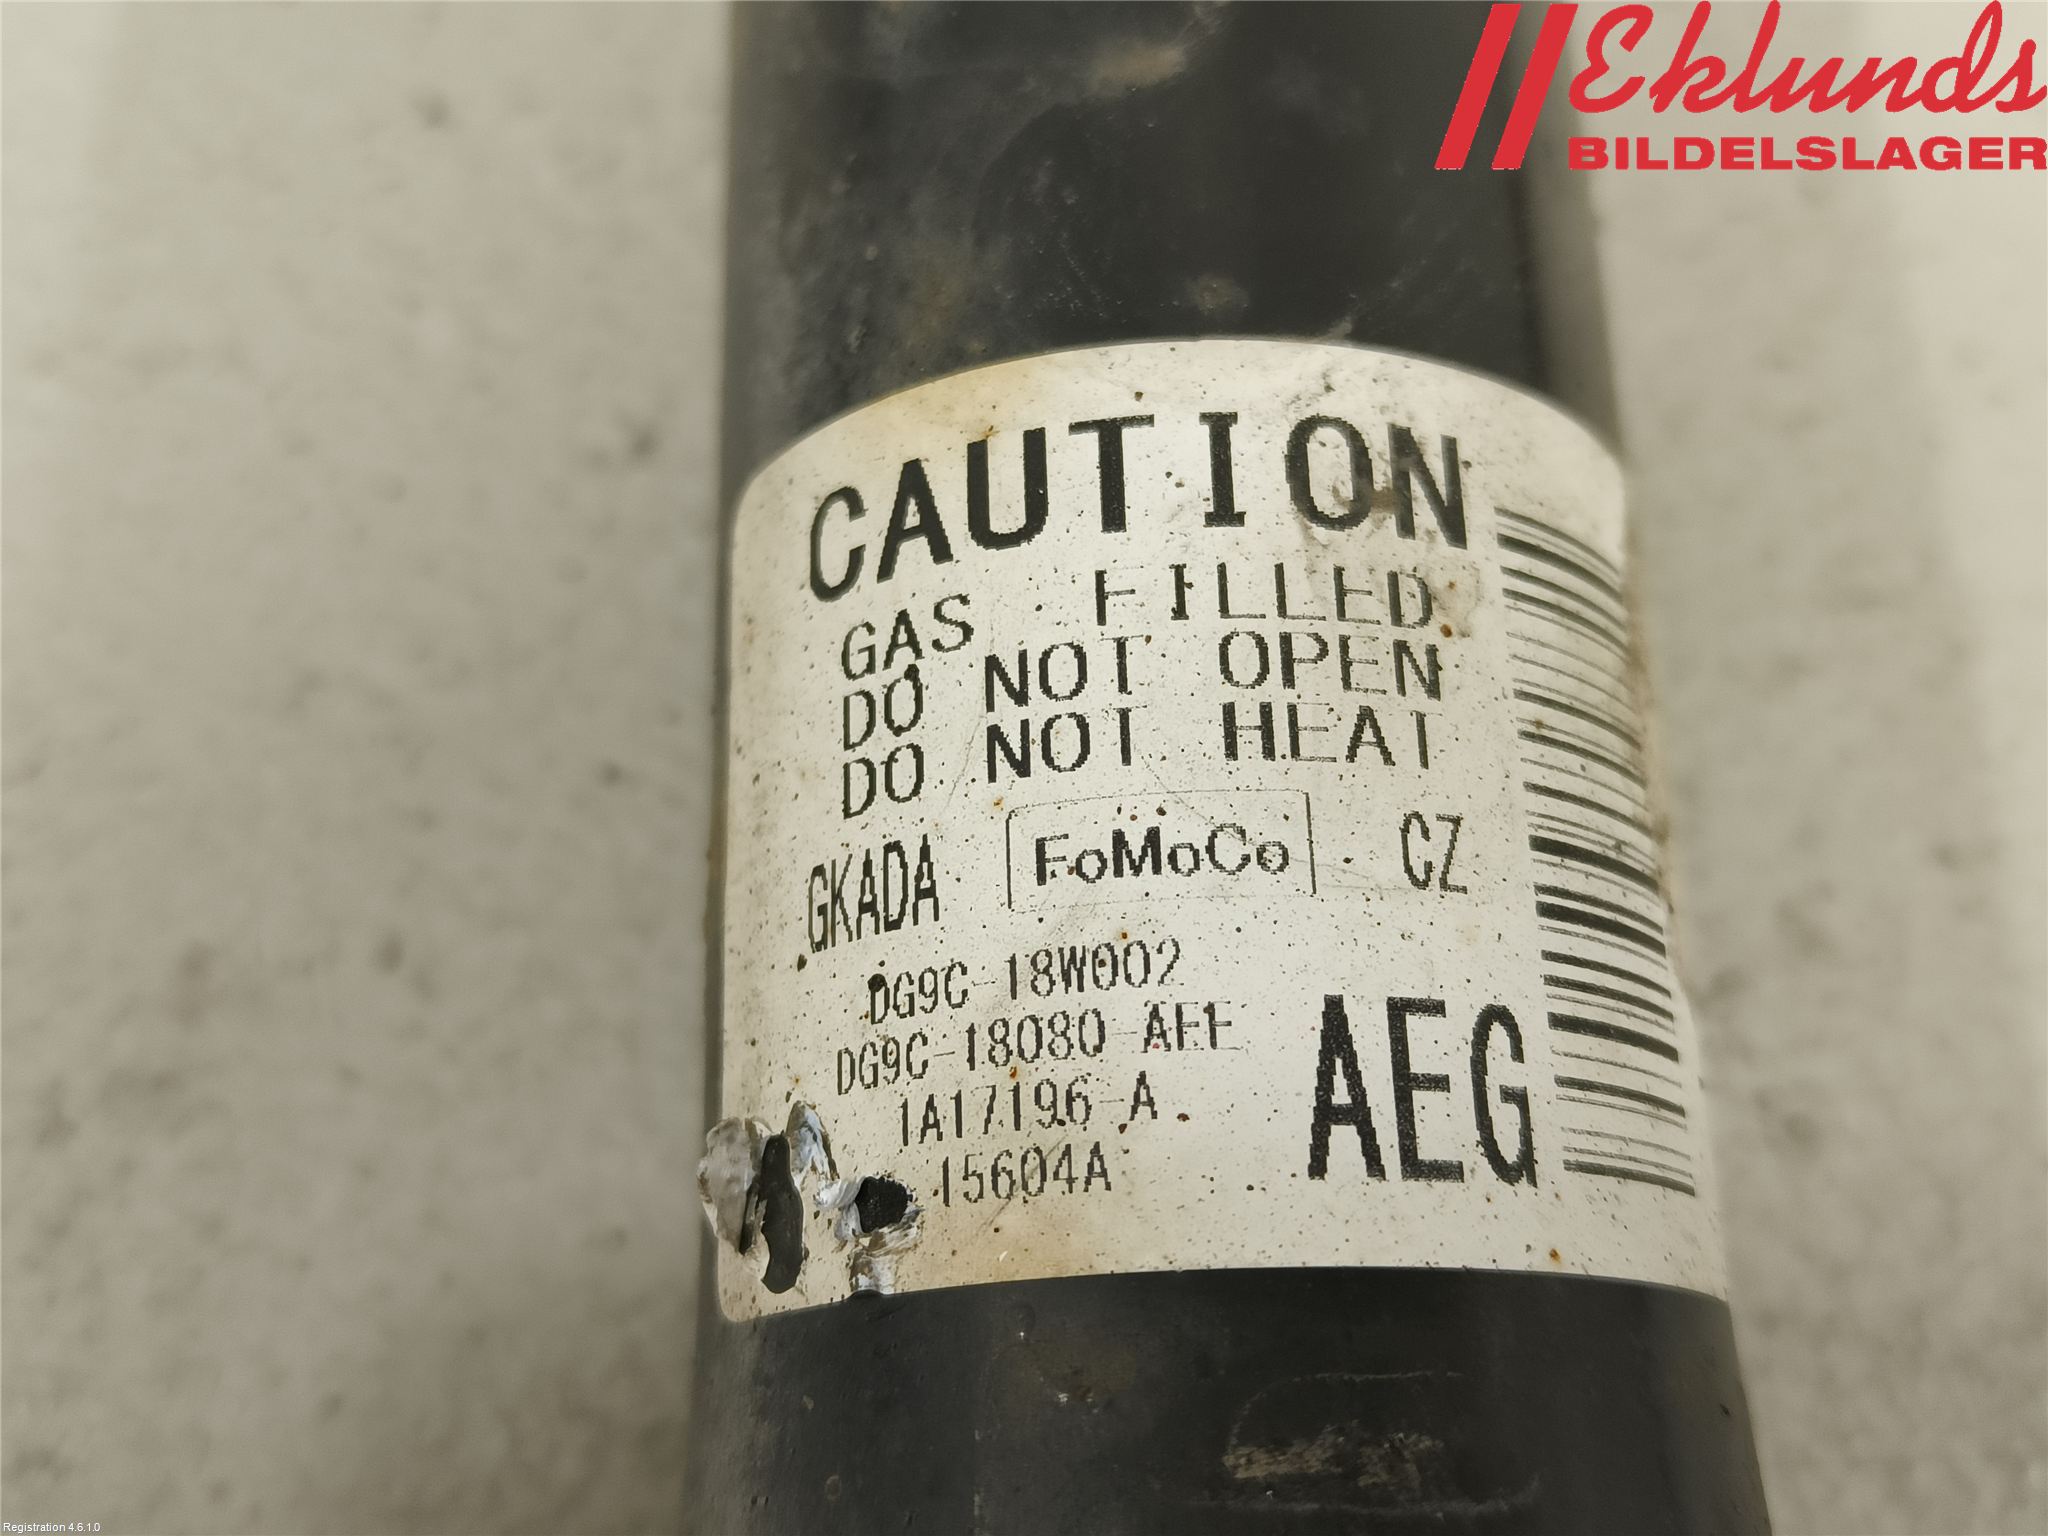 Eklunds
BILDELSLAGER
CAUTION
GAS FILLED
DO NOT OPEN
DO NOT HEAT
GKADA FoMoCo CZ
DG9C-18W002
DG9C-18080-AEE
1A17196-A
15604A
AEG
Registration 4.6.1.0